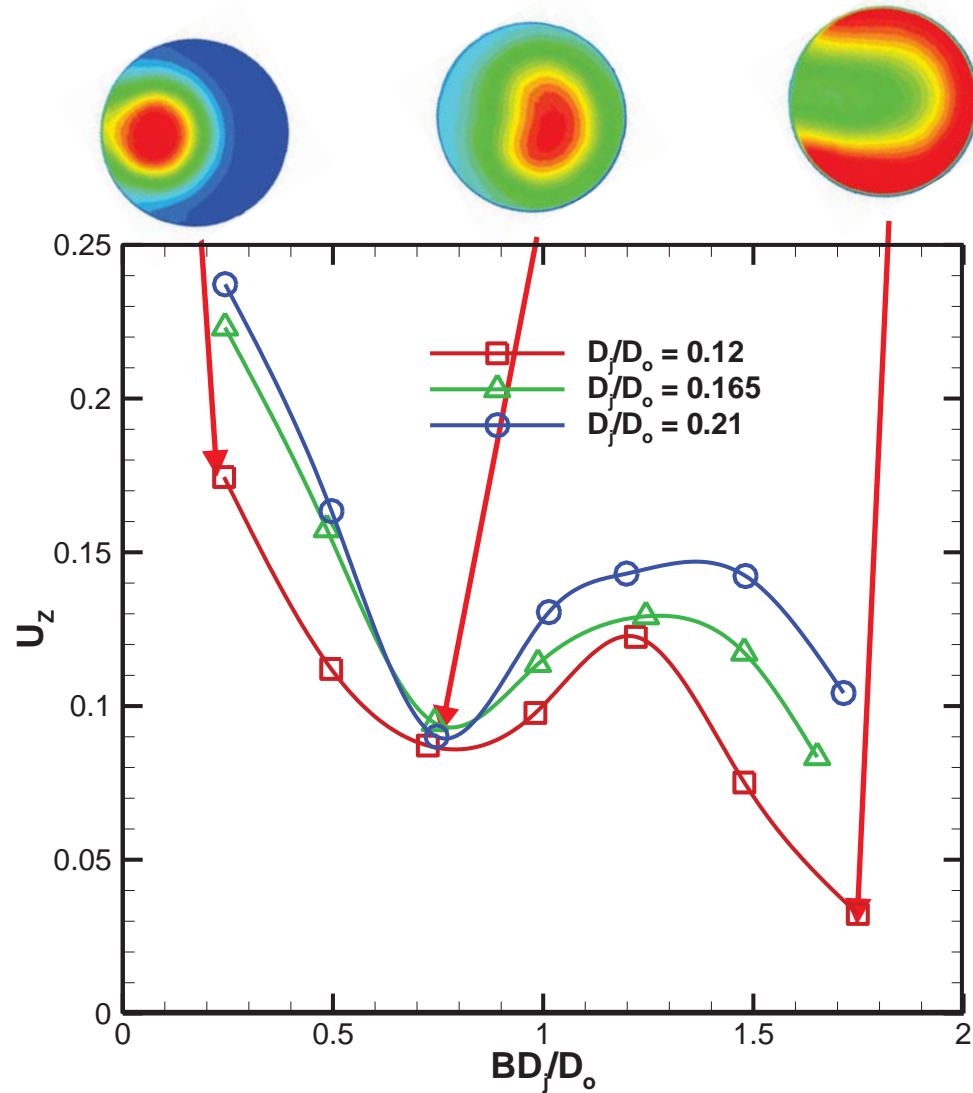 0.25
0.2
0.15
0.1
0.05
0
U_z
D_j/D_o = 0.12
D_j/D_o = 0.165
D_j/D_o = 0.21
0 0.5 1 1.5 2
BD_j/D_o